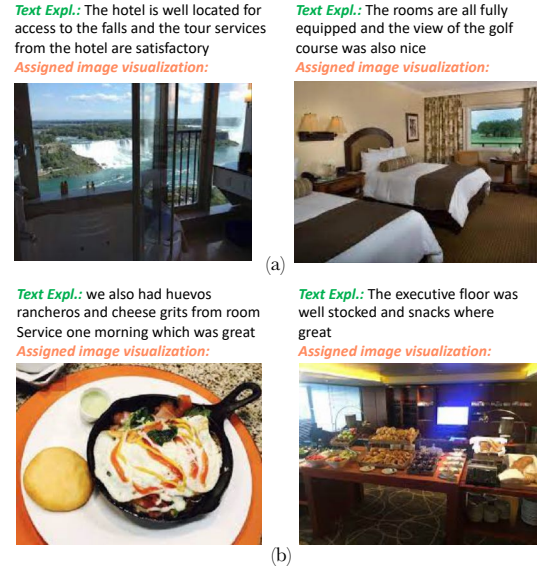 Text Expl.: The hotel is well located for
access to the falls and the tour services
from the hotel are satisfactory
Assigned image visualization:
Text Expl.: The rooms are all fully
equipped and the view of the golf
course was also nice
Assigned image visualization:
(a)
Text Expl.: we also had huevos
rancheros and cheese grits from room
Service one morning which was great
Assigned image visualization:
Text Expl.: The executive floor was
well stocked and snacks where
great
Assigned image visualization:
(b)